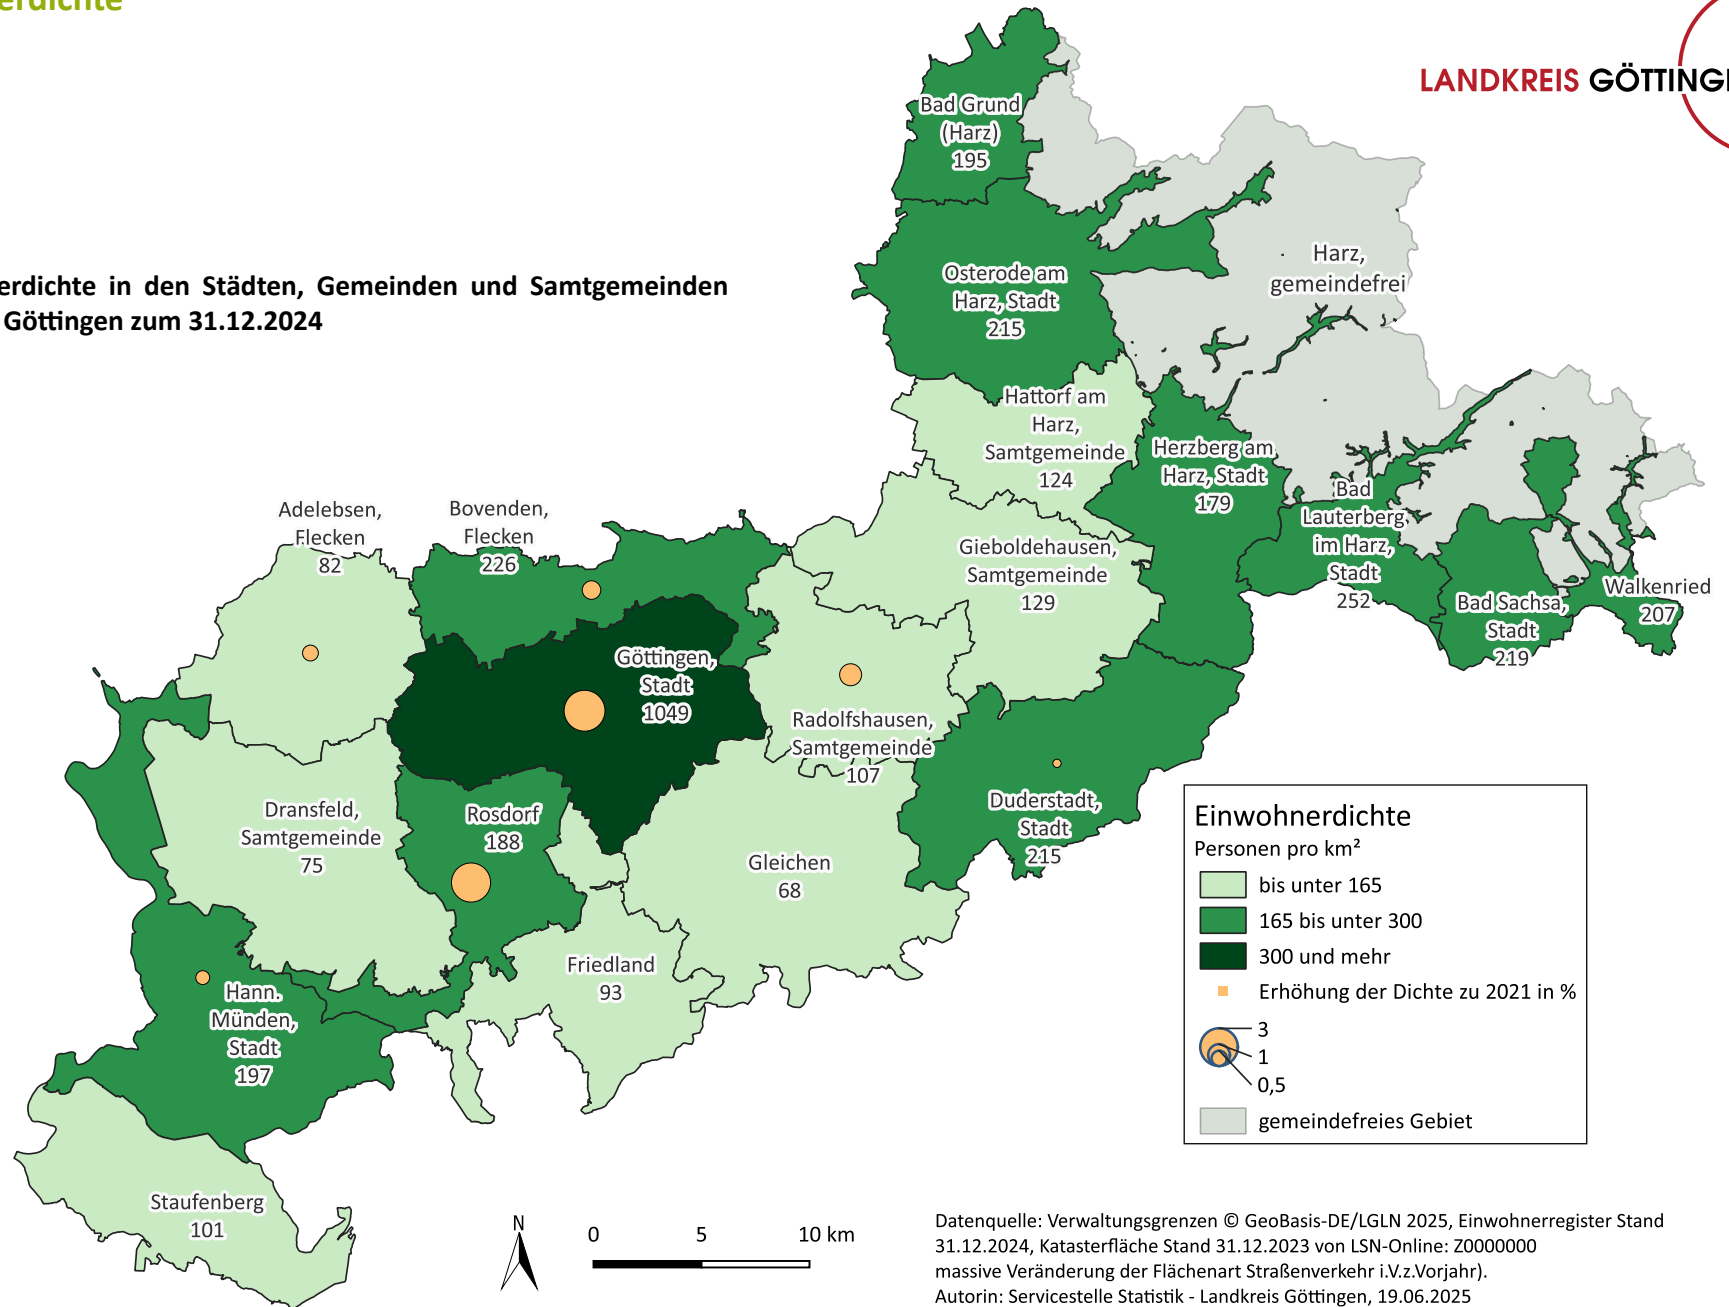 LANDKREIS
Einwohnerdichte
Personen pro km²
bis unter 165
165 bis unter 300
300 und mehr
Erhöhung der Dichte zu 2021 in %
3
1
0,5
gemeindefreies Gebiet
in den Städten, Gemeinden und Samtgemeinden
Göttingen zum 31.12.2024
Bad Grund
(Harz)
195
Osterode am
Harz, Stadt
215
Harz,
gemeindefrei
Hattorf am
Harz,
Samtgemeinde
124
Herzberg am
Harz, Stadt
179
Bad
Lauterberg
im Harz,
Stadt
252
Bad Sachsa,
Stadt
219
Walkenried
207
Gieboldehausen,
Samtgemeinde
129
Adelebsen,
Flecken
82
Bovenden,
Flecken
226
Göttingen,
Stadt
1049
Radolfshausen,
Samtgemeinde
107
Duderstadt,
Stadt
215
Dransfeld,
Samtgemeinde
75
Rosdorf
188
Gleichen
68
Friedland
93
Hann.
Münden,
Stadt
197
Staufenberg
101
N
0 5 10 km
Datenquelle: Verwaltungsgrenzen © GeoBasis-DE/LGLN 2025, Einwohnerregister Stand
31.12.2024, Katasterfläche Stand 31.12.2023 von LSN-Online: Z0000000
massive Veränderung der Flächenart Straßenverkehr i.V.z.Vorjahr).
Autorin: Servicestelle Statistik - Landkreis Göttingen, 19.06.2025